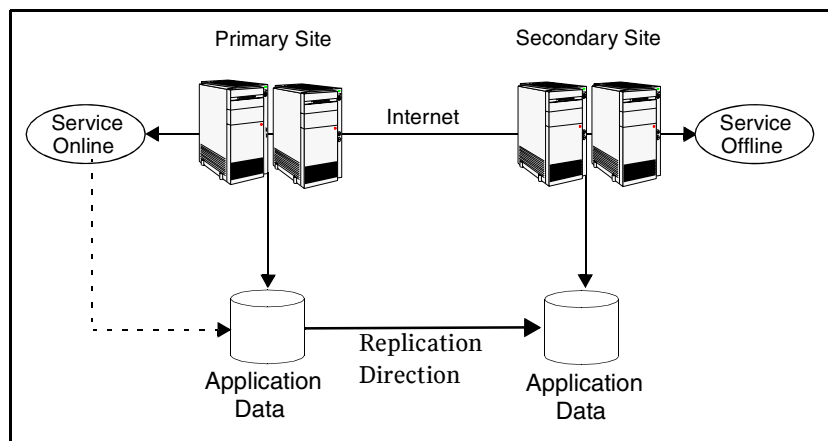 Primary Site
Secondary Site
Service
Online
Internet
Service
Offline
Replication
Direction
Application
Data
Application
Data